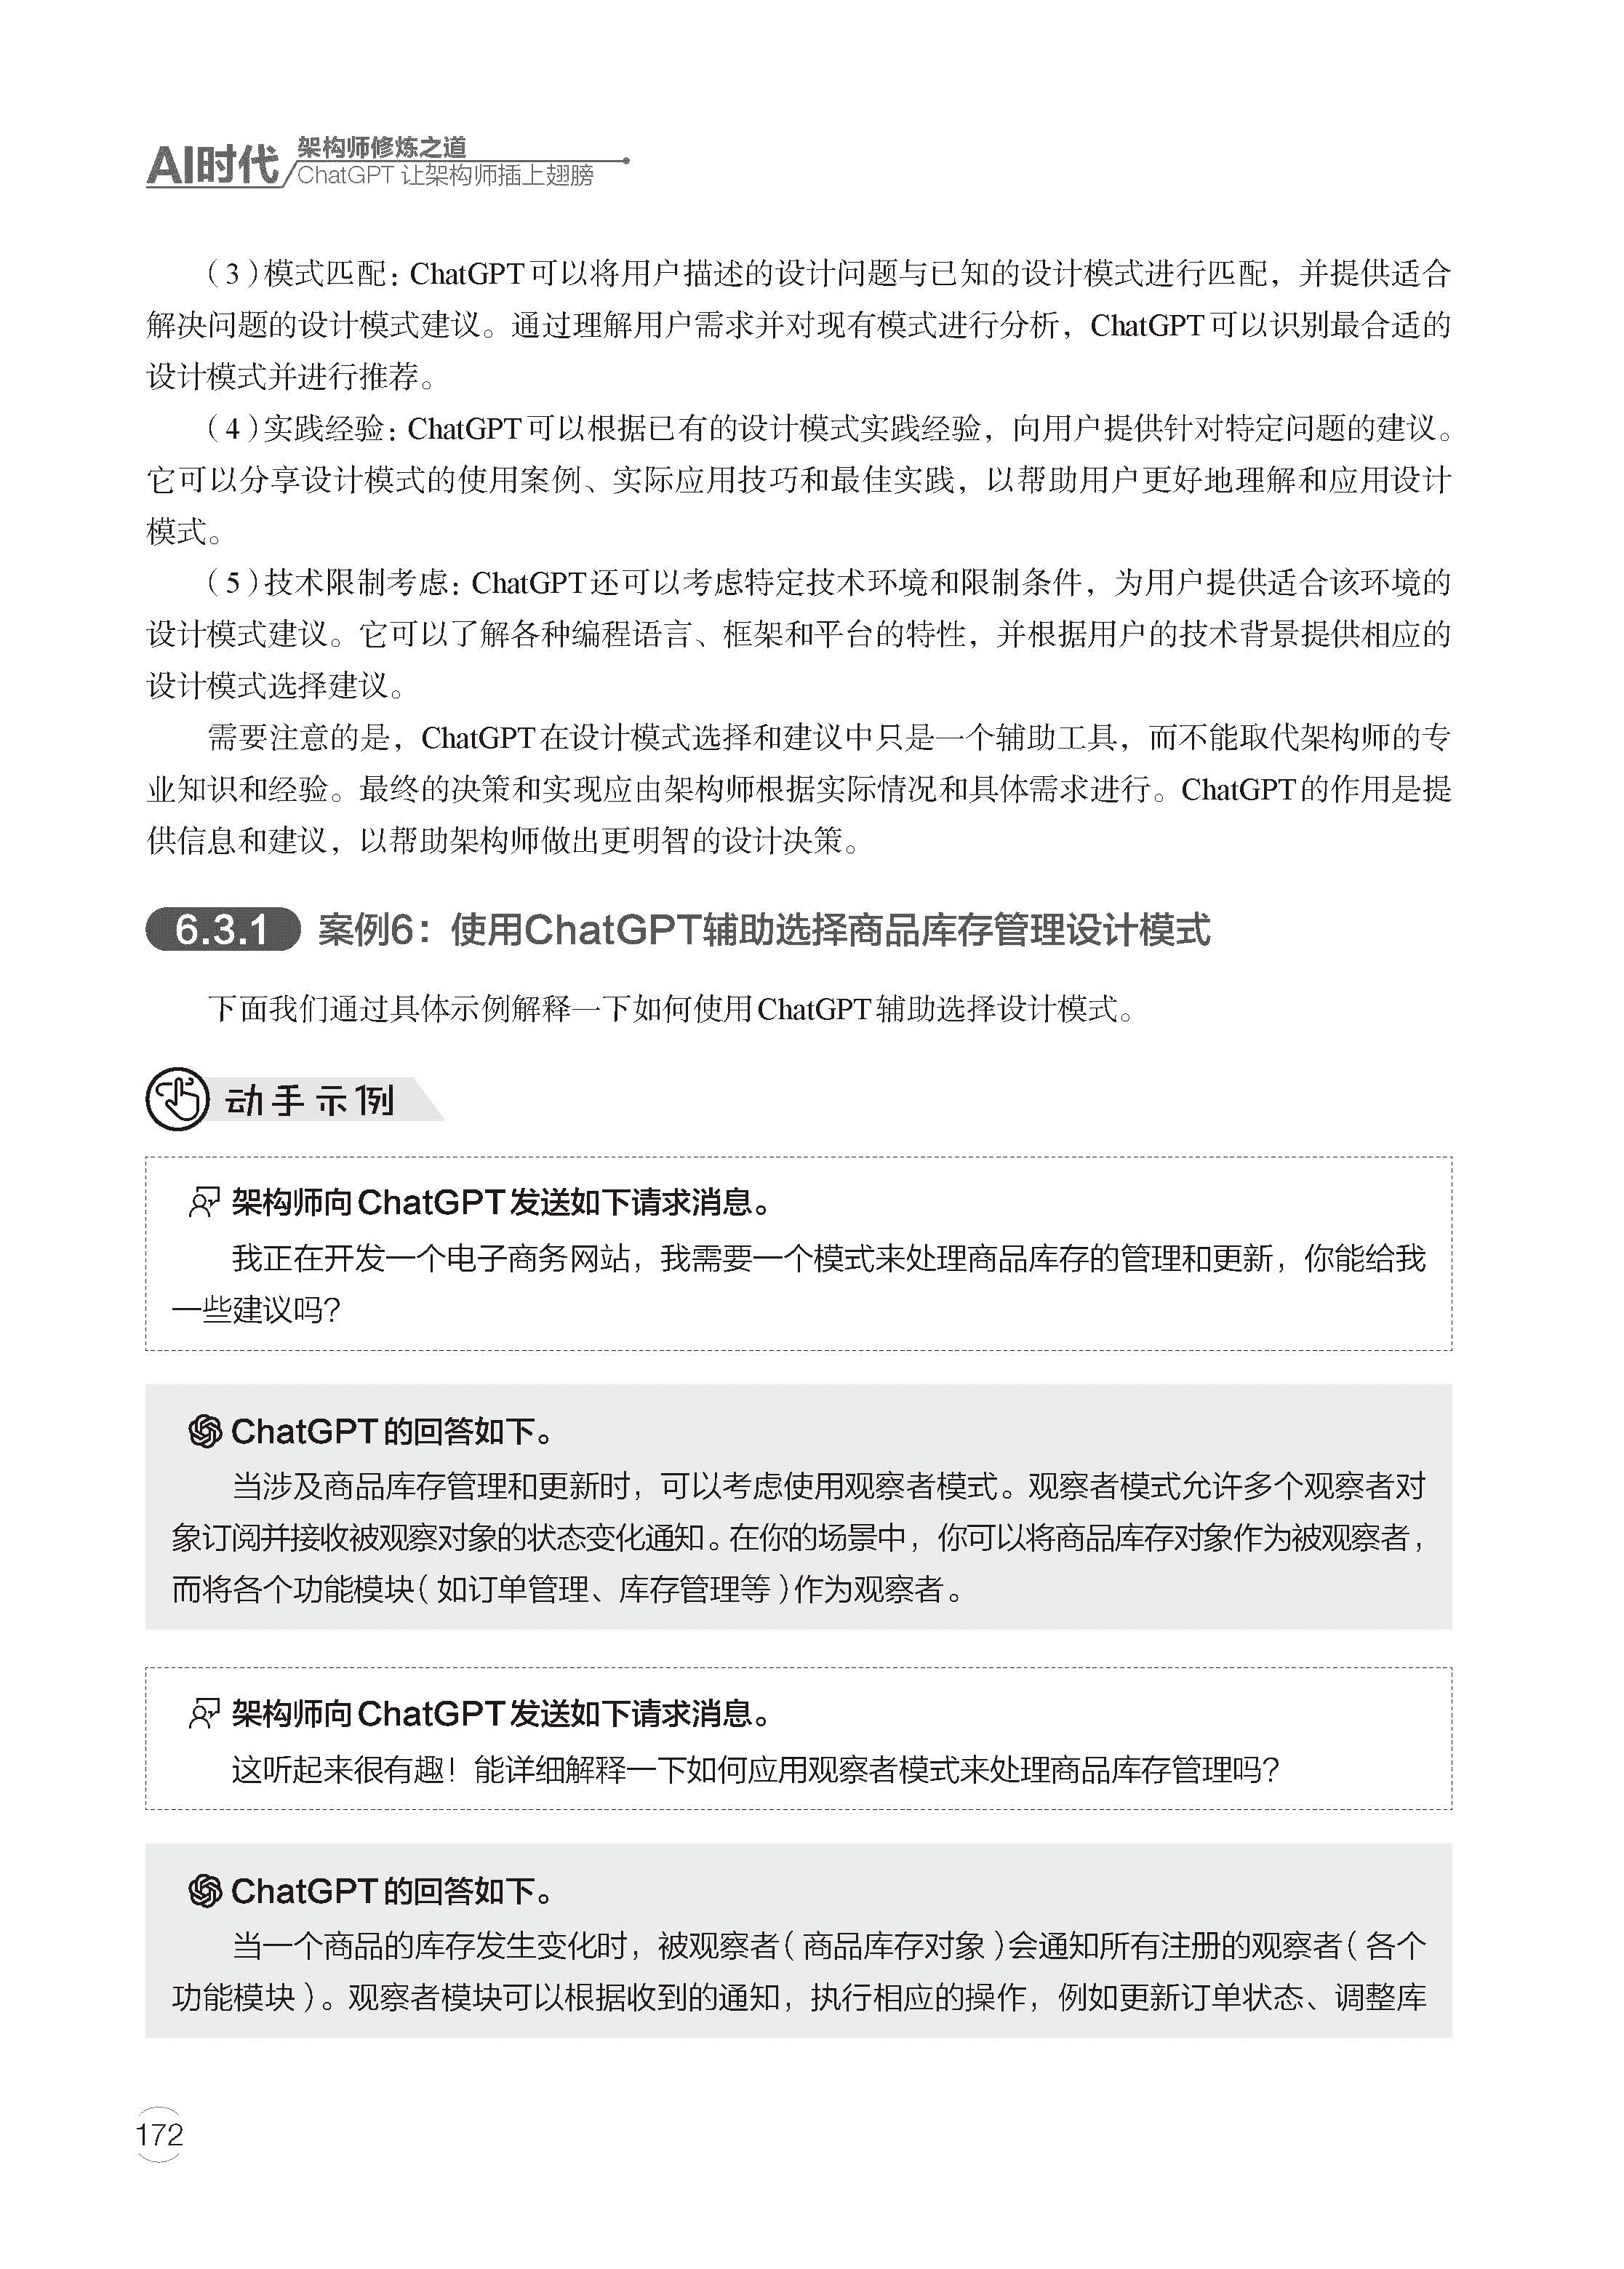 AI时代
架构师修炼之道
ChatGPT 让架构师插上翅膀
（3）模式匹配：ChatGPT可以将用户描述的设计问题与已知的设计模式进行匹配，并提供适合
解决问题的设计模式建议。通过理解用户需求并对现有模式进行分析，ChatGPT可以识别最合适的
设计模式并进行推荐。
（4）实践经验：ChatGPT可以根据已有的设计模式实践经验，向用户提供针对特定问题的建议。
它可以分享设计模式的使用案例、实际应用技巧和最佳实践，以帮助用户更好地理解和应用设计
模式。
（5）技术限制考虑：ChatGPT还可以考虑特定技术环境和限制条件，为用户提供适合该环境的
设计模式建议。它可以了解各种编程语言、框架和平台的特性，并根据用户的技术背景提供相应的
设计模式选择建议。
需要注意的是，ChatGPT在设计模式选择和建议中只是一个辅助工具，而不能取代架构师的专
业知识和经验。最终的决策和实现应由架构师根据实际情况和具体需求进行。ChatGPT的作用是提
供信息和建议，以帮助架构师做出更明智的设计决策。
6.3.1 案例6：使用ChatGPT辅助选择商品库存管理设计模式
下面我们通过具体示例解释一下如何使用ChatGPT辅助选择设计模式。
动手示例
架构师向ChatGPT发送如下请求消息。
我正在开发一个电子商务网站，我需要一个模式来处理商品库存的管理和更新，你能给我
一些建议吗？
ChatGPT的回答如下。
当涉及商品库存管理和更新时，可以考虑使用观察者模式。观察者模式允许多个观察者对
象订阅并接收被观察对象的状态变化通知。在你的场景中，你可以将商品库存对象作为被观察者，
而将各个功能模块（如订单管理、库存管理等）作为观察者。
架构师向ChatGPT发送如下请求消息。
这听起来很有趣！能详细解释一下如何应用观察者模式来处理商品库存管理吗？
ChatGPT的回答如下。
当一个商品的库存发生变化时，被观察者（商品库存对象）会通知所有注册的观察者（各个
功能模块）。观察者模块可以根据收到的通知，执行相应的操作，例如更新订单状态、调整库
172